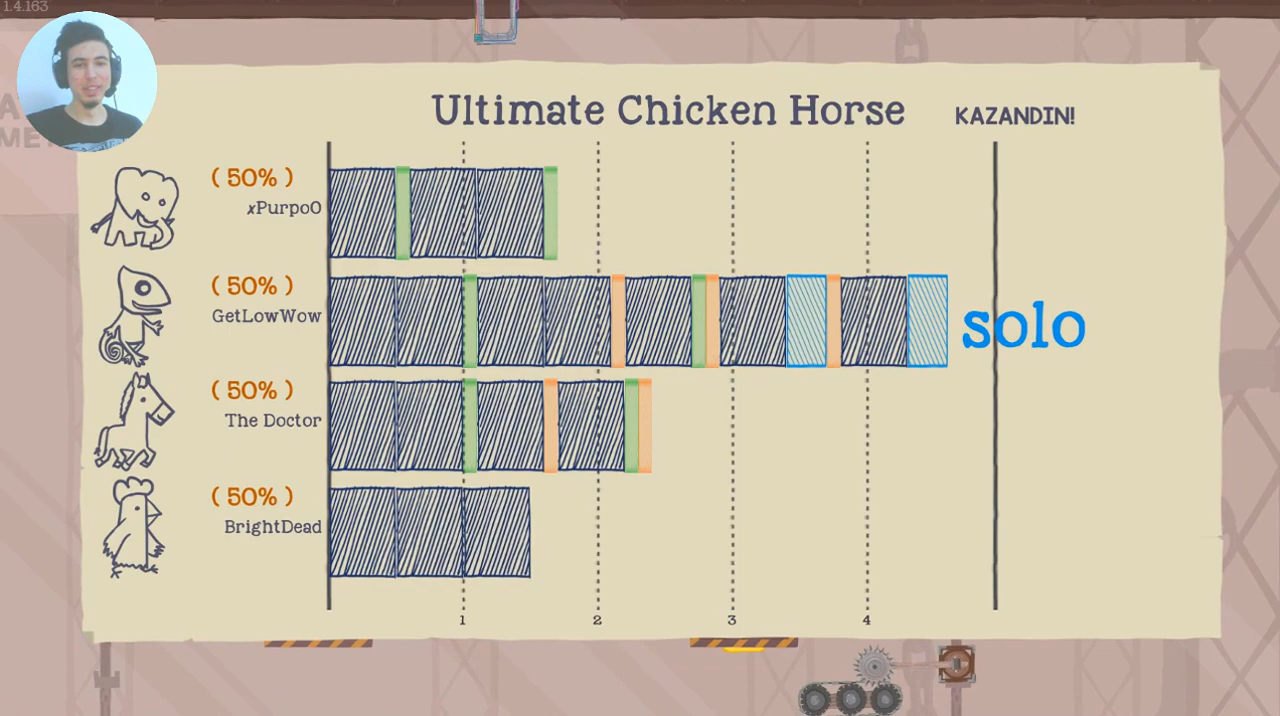 1.4.163
Ultimate Chicken Horse
KAZANDIN!
( 50% )
xPurpoO
( 50% )
GetLowWow
solo
( 50% )
The Doctor
( 50% )
BrightDead
1 2 3 4